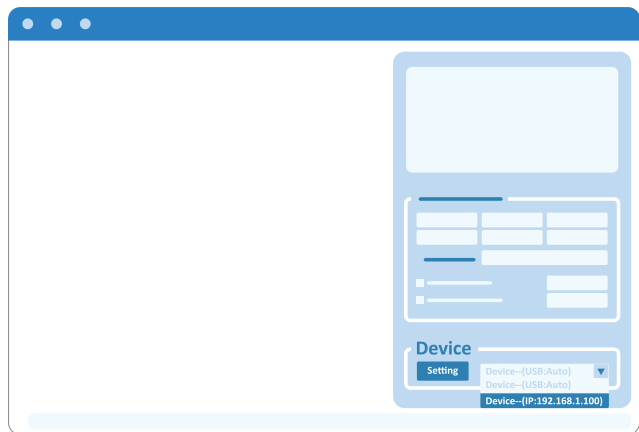 Device
Setting
Device--(USB:Auto)
Device--(USB:Auto)
Device--(IP:192.168.1.100)